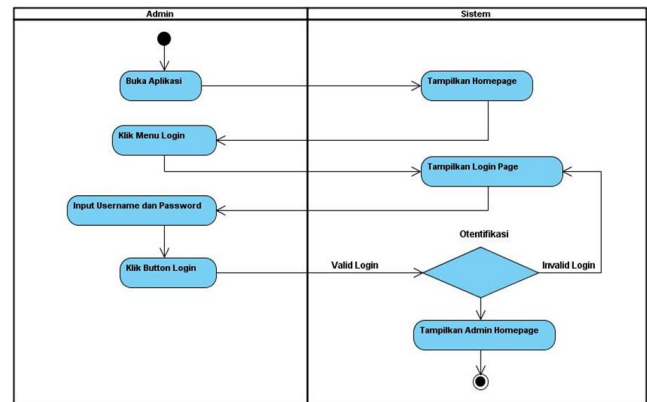 Admin
Sistem
Buka Aplikasi
Tampilkan Homepage
Klik Menu Login
Tampilkan Login Page
Input Username dan Password
Otentifikasi
Klik Button Login
Valid Login
Invalid Login
Tampilkan Admin Homepage